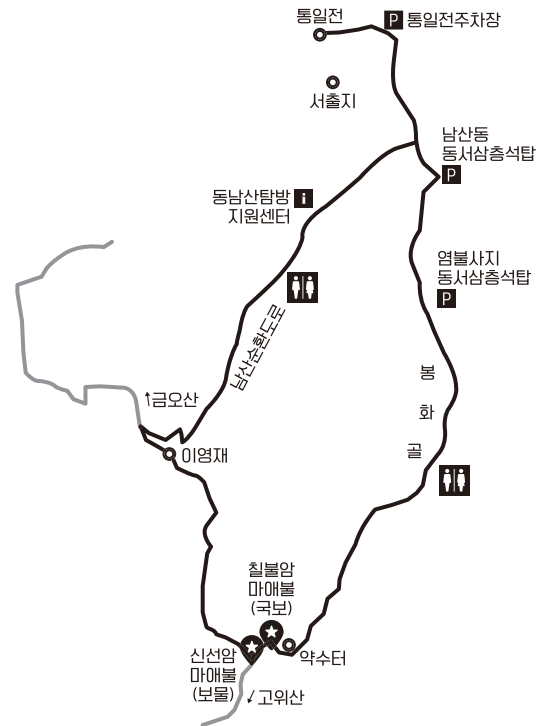 통일전
P 통일전주차장
서출지
남산동
동서삼층석탑
P
동남산탐방
지원센터
i
염불사지
동서삼층석탑
P
남산순환도로
봉
화
골
↑금오산
이영재
칠불암
마애불
(국보)
신선암
마애불
(보물)
약수터
↙고위산